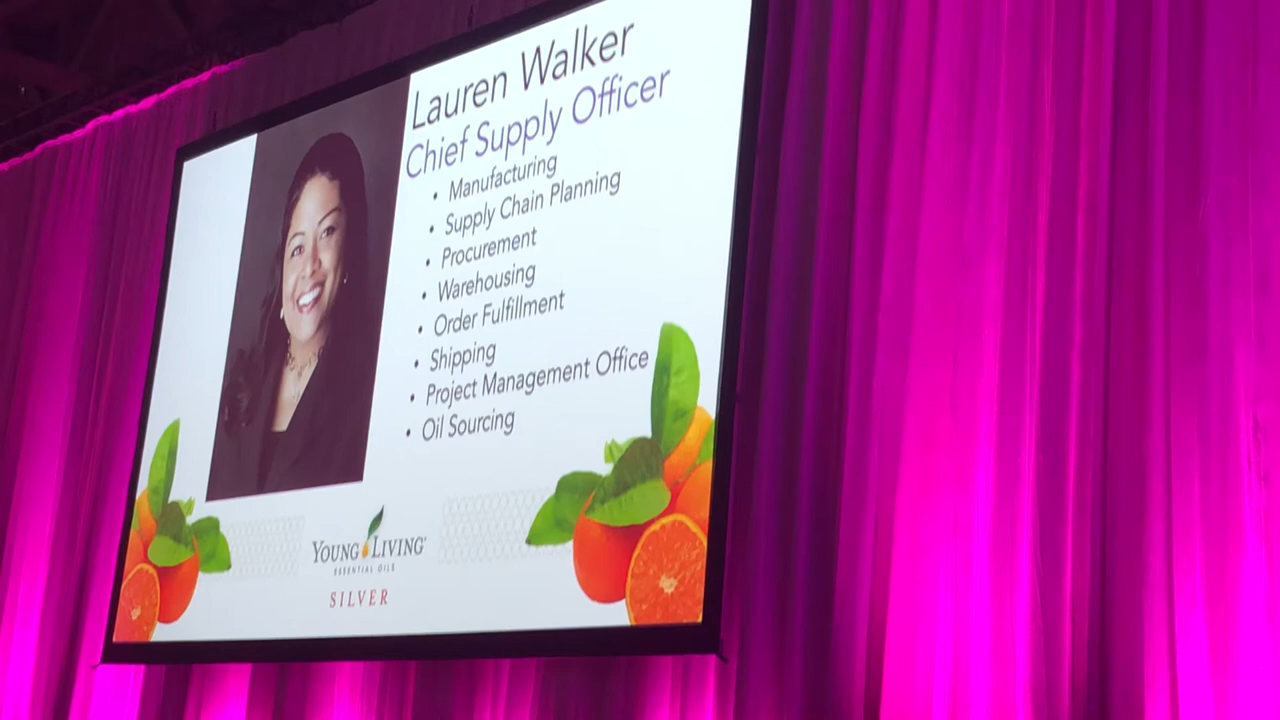 Lauren Walker
Chief Supply Officer
• Manufacturing
• Supply Chain Planning
• Procurement
• Warehousing
• Order Fulfillment
• Shipping
• Project Management Office
• Oil Sourcing
YOUNG LIVING
ESSENTIAL OILS
SILVER